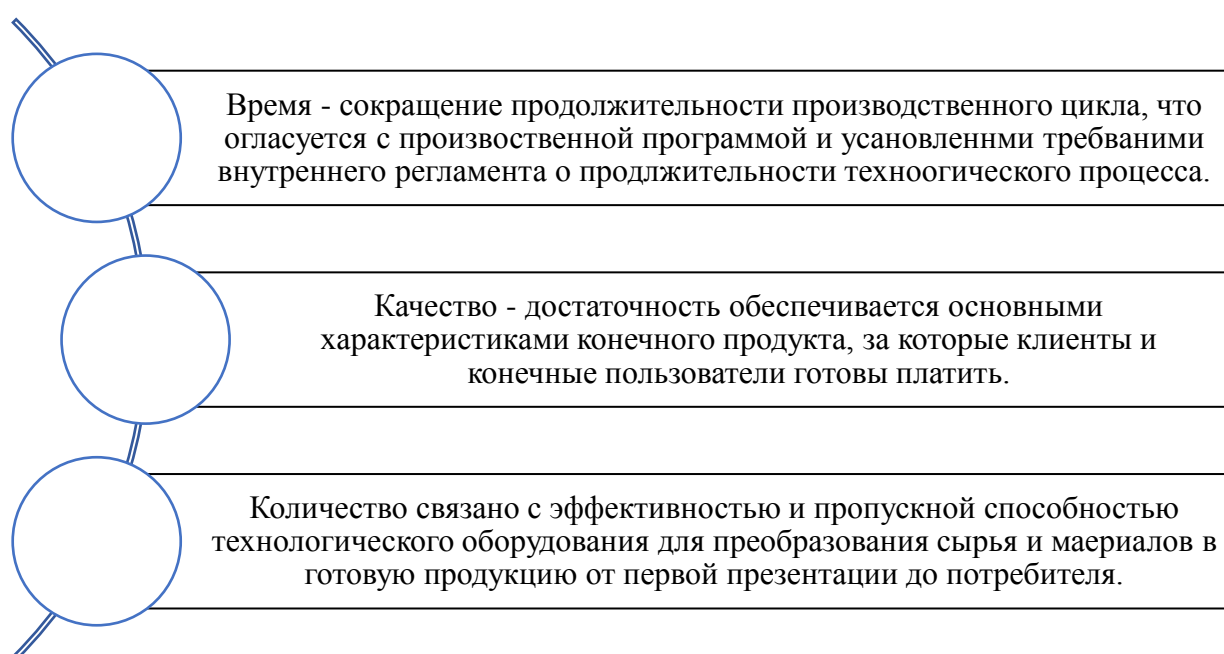 Время - сокращение продолжительности производственного цикла, что
огласуется с произвоственной программой и усановленнми требваними
внутреннего регламента о продлжительности техноогического процесса.
Качество - достаточность обеспечивается основными
характеристиками конечного продукта, за которые клиенты и
конечные пользователи готовы платить.
Количество связано с эффективностью и пропускной способностью
технологического оборудования для преобразования сырья и маериалов в
готовую продукцию от первой презентации до потребителя.